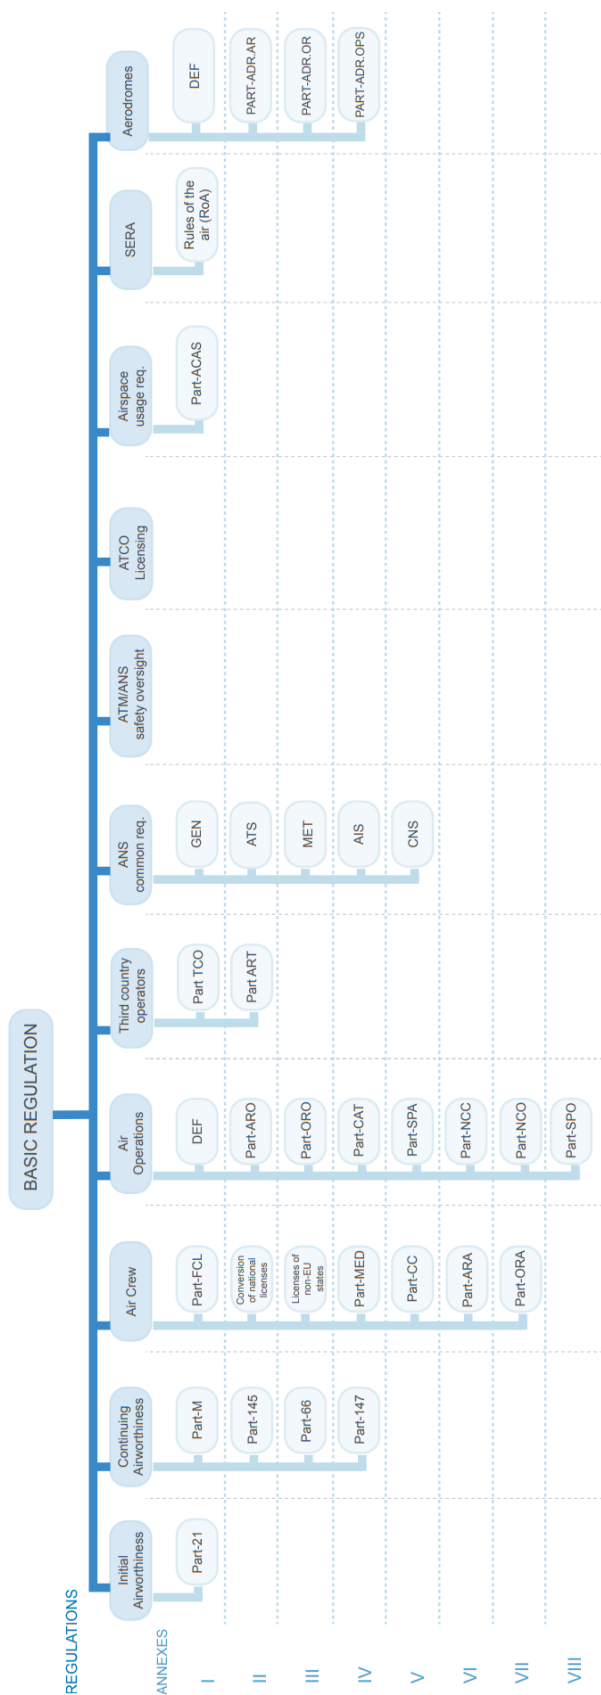 BASIC REGULATION
REGULATIONS
Initial
Airworthiness
Continuing
Airworthiness
Air Crew
Air
Operations
Third country
operators
ANS
common req.
ATM/ANS
safety oversight
ATCO
Licensing
Airspace
usage req.
SERA
Aerodromes
ANNEXES
I
Part-21
Part-M
Part-FCL
DEF
Part TCO
GEN
Part-ACAS
Rules of the
air (RoA)
DEF
II
Part-145
Conversion
of national
licenses
Part-ARO
Part ART
ATS
PART-ADR.AR
III
Part-66
Licenses of
non-EU
states
Part-ORO
MET
PART-ADR.OR
IV
Part-147
Part-MED
Part-CAT
AIS
PART-ADR.OPS
V
Part-CC
Part-SPA
CNS
VI
Part-ARA
Part-NCC
VII
Part-ORA
Part-NCO
VIII
Part-SPO